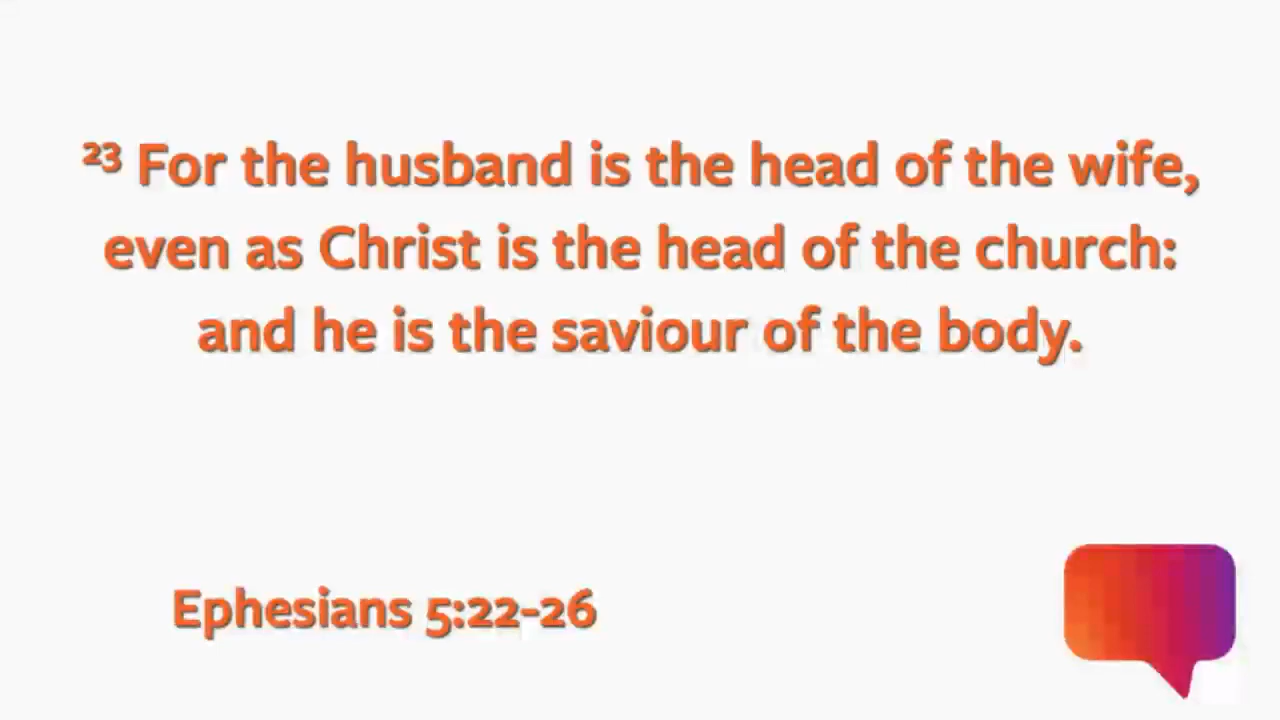 ²³ For the husband is the head of the wife,
even as Christ is the head of the church:
and he is the saviour of the body.
Ephesians 5:22-26